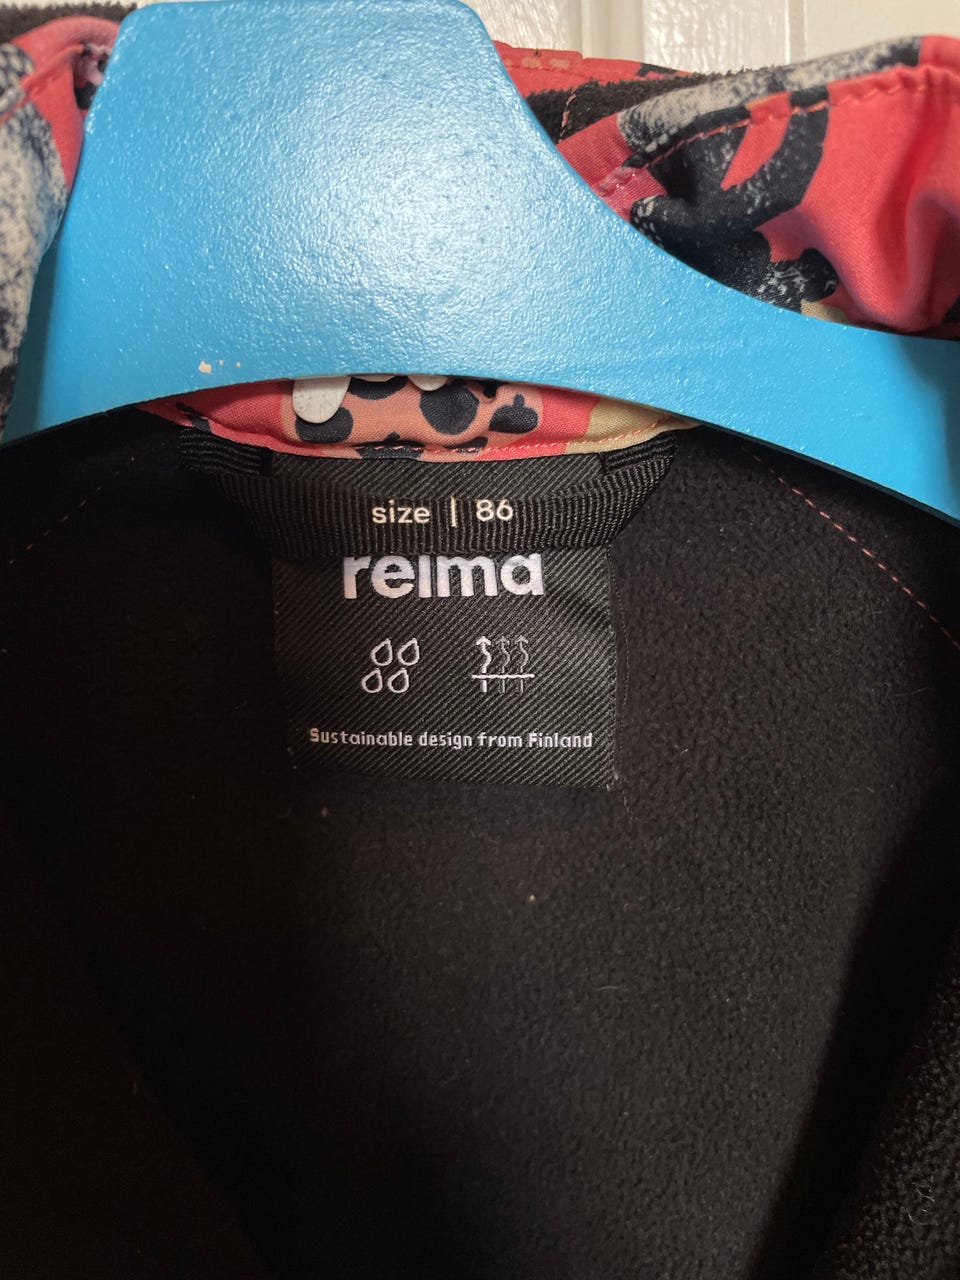 size | 86
reima
Sustainable design from Finland